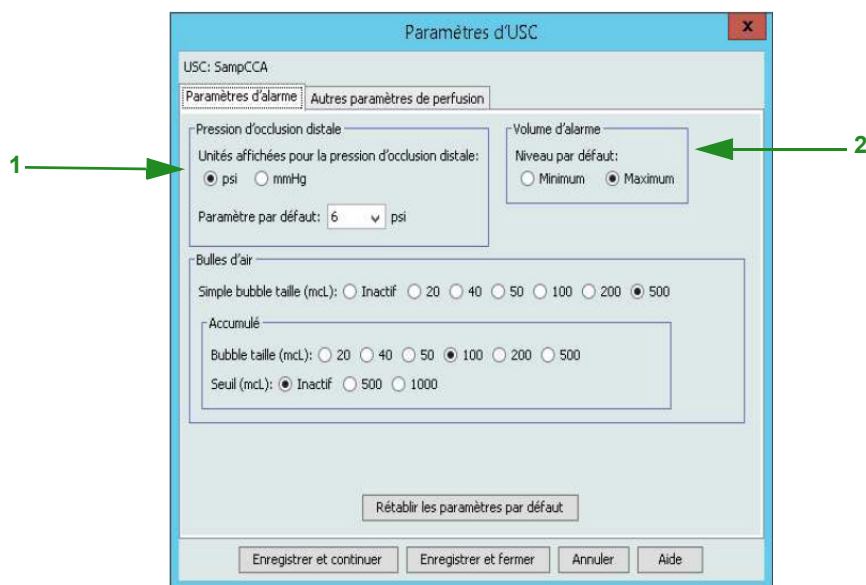 Paramètres d'USC
x
USC: SampCCA
Paramètres d'alarme Autres paramètres de perfusion
Pression d'occlusion distale
Unités affichées pour la pression d'occlusion distale:
psi mmHg
Paramètre par défaut: 6 psi
Volume d'alarme
Niveau par défaut:
Minimum Maximum
1
2
Bulles d'air
Simple bubble taille (mcL): Inactif 20 40 50 100 200 500
Accumulé
Bubble taille (mcL): 20 40 50 100 200 500
Seuil (mcL): Inactif 500 1000
Rétablir les paramètres par défaut
Enregistrer et continuer Enregistrer et fermer Annuler Aide